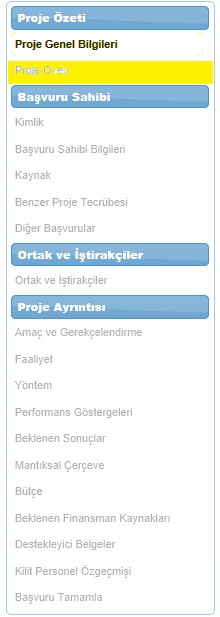 Proje Özeti
Proje Genel Bilgileri
Proje Özeti
Başvuru Sahibi
Kimlik
Başvuru Sahibi Bilgileri
Kaynak
Benzer Proje Tecrübesi
Diğer Başvurular
Ortak ve İştirakçiler
Ortak ve İştirakçiler
Proje Ayrıntısı
Amaç ve Gerekçelendirme
Faaliyet
Yöntem
Performans Göstergeleri
Beklenen Sonuçlar
Mantıksal Çerçeve
Bütçe
Beklenen Finansman Kaynakları
Destekleyici Belgeler
Kilit Personel Özgeçmişi
Başvuru Tamamla